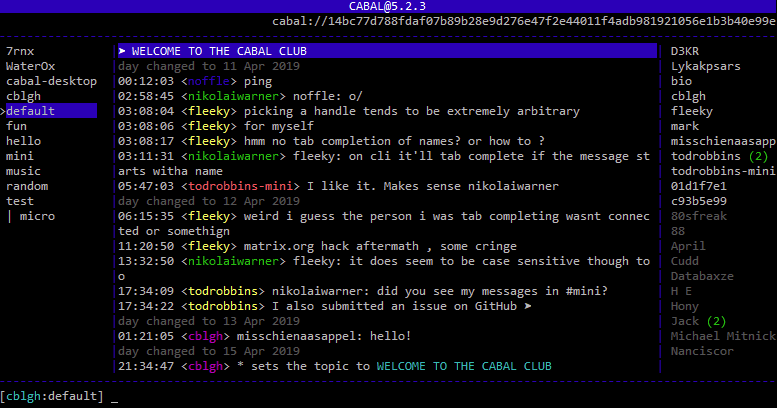 CABAL@5.2.3
cabal://14bc77d788fdaf07b89b28e9d276e47f2e44011f4adb981921056e1b3b40e99e
7rnx
WaterOx
cabal-desktop
cblgh
>default
fun
hello
mini
music
random
test
| micro
➤ WELCOME TO THE CABAL CLUB
day changed to 11 Apr 2019
00:12:03 <noffle> ping
02:58:45 <nikolaiwarner> noffle: o/
03:08:04 <fleeky> picking a handle tends to be extremely arbitrary
03:08:06 <fleeky> for myself
03:08:17 <fleeky> hmm no tab completion of names? or how to ?
03:11:31 <nikolaiwarner> fleeky: on cli it'll tab complete if the message st
arts witha name
05:47:03 <todrobbins-mini> I like it. Makes sense nikolaiwarner
day changed to 12 Apr 2019
06:15:35 <fleeky> weird i guess the person i was tab completing wasnt connec
ted or somethign
11:20:50 <fleeky> matrix.org hack aftermath , some cringe
13:32:50 <nikolaiwarner> fleeky: it does seem to be case sensitive though to
o
17:34:09 <todrobbins> nikolaiwarner: did you see my messages in #mini?
17:34:22 <todrobbins> I also submitted an issue on GitHub ➤
day changed to 13 Apr 2019
01:21:05 <cblgh> misschienaasappel: hello!
day changed to 15 Apr 2019
21:34:47 <cblgh> * sets the topic to WELCOME TO THE CABAL CLUB
D3KR
Lykakpsars
bio
cblgh
fleeky
mark
misschienaasapp
todrobbins (2)
todrobbins-mini
01d1f7e1
c93b5e99
80sfreak
88
April
Cudd
Databaxze
H E
Hony
Jack (2)
Michael Mitnick
Nanciscor
[cblgh:default] _